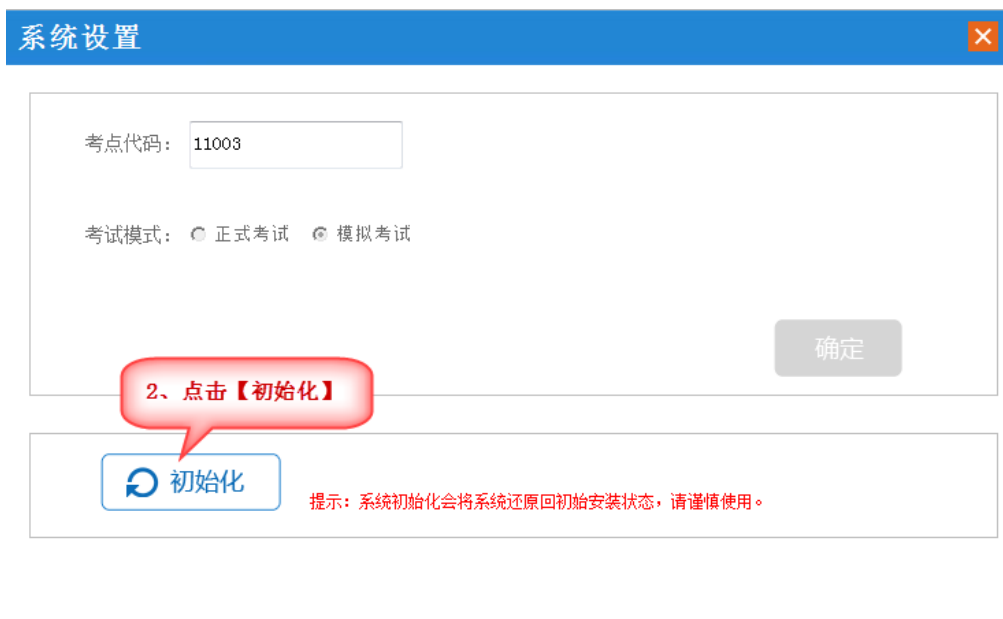 系统设置
考点代码： 11003
考试模式： 正式考试 模拟考试
确定
2、点击【初始化】
初始化
提示：系统初始化会将系统还原回初始安装状态，请谨慎使用。